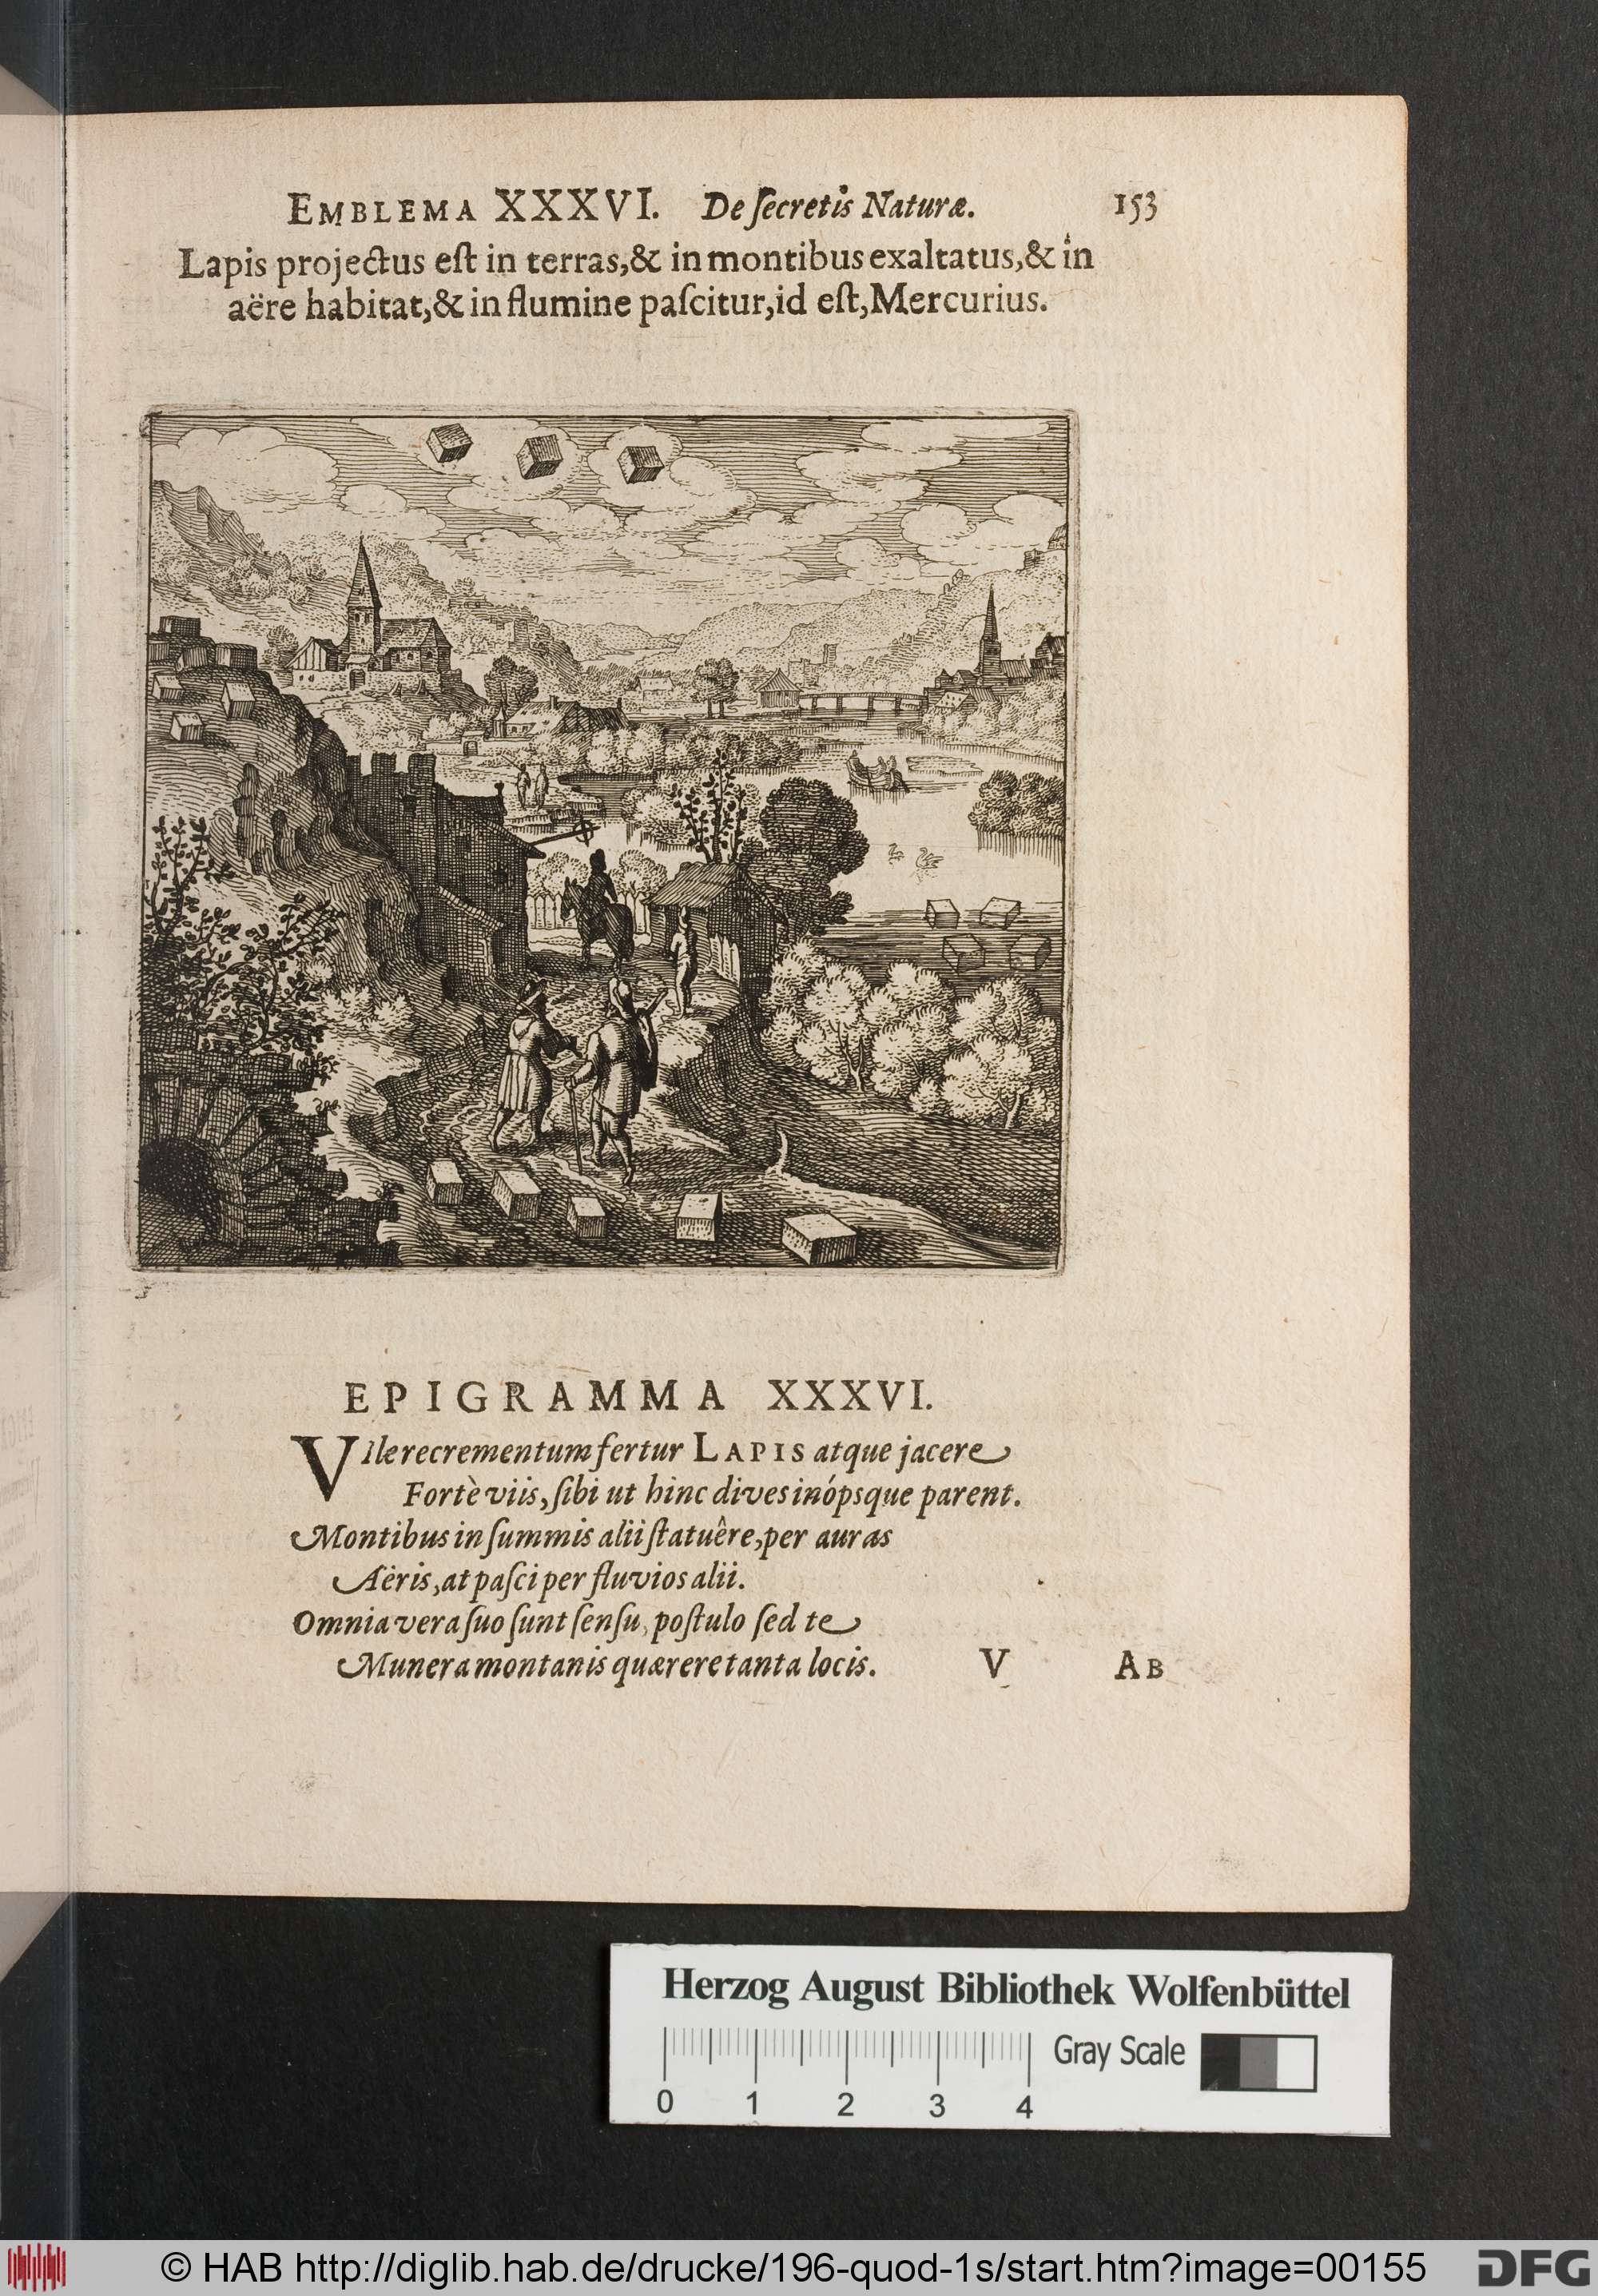 EMBLEMA XXXVI. De ſecretis Naturæ. 153
Lapis projectus eſt in terras,& in montibus exaltatus,& in
aëre habitat,& in flumine paſcitur,id eſt,Mercurius.
EPIGRAMMA XXXVI.
VIle recrementum fertur LAPIS atque jacere
Fortè viis,ſibi ut hinc dives inópsque parent.
Montibus in ſummis alii ſtatuêre,per auras
Aëris,at paſci per fluvios alii.
Omnia vera ſuo ſunt ſenſu, poſtulo ſed te
Munera montanis quærere tanta locis. V AB
Herzog August Bibliothek Wolfenbüttel
Gray Scale
0 1 2 3 4
© HAB http://diglib.hab.de/drucke/196-quod-1s/start.htm?image=00155 DFG